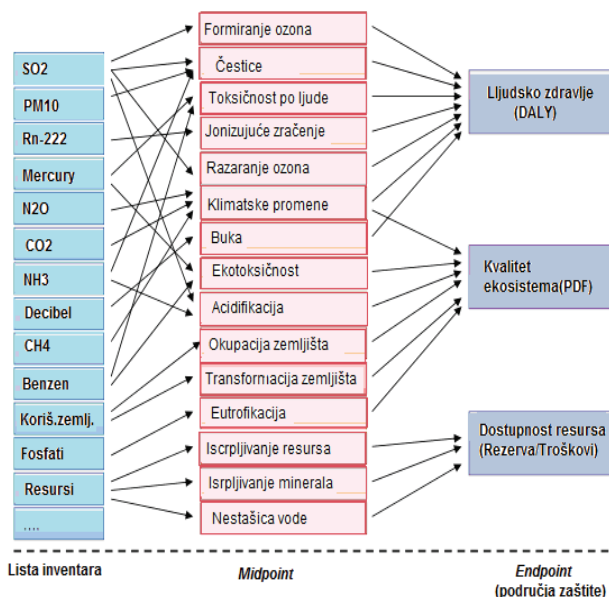 SO2
PM10
Rn-222
Mercury
N2O
CO2
NH3
Decibel
CH4
Benzen
Koriš.zemlj.
Fosfati
Resursi
....
Formiranje ozona
Čestice
Toksičnost po ljude
Jonizujuće zračenje
Razaranje ozona
Klimatske promene
Buka
Ekotoksičnost
Acidifikacija
Okupacija zemljišta
Transformacija zemljišta
Eutrofikacija
Iscrpljivanje resursa
Isrpljivanje minerala
Nestašica vode
Lljudsko zdravlje
(DALY)
Kvalitet
ekosistema(PDF)
Dostupnost resursa
(Rezerva/Troškovi)
Lista inventara
Midpoint
Endpoint
(područja zaštite)